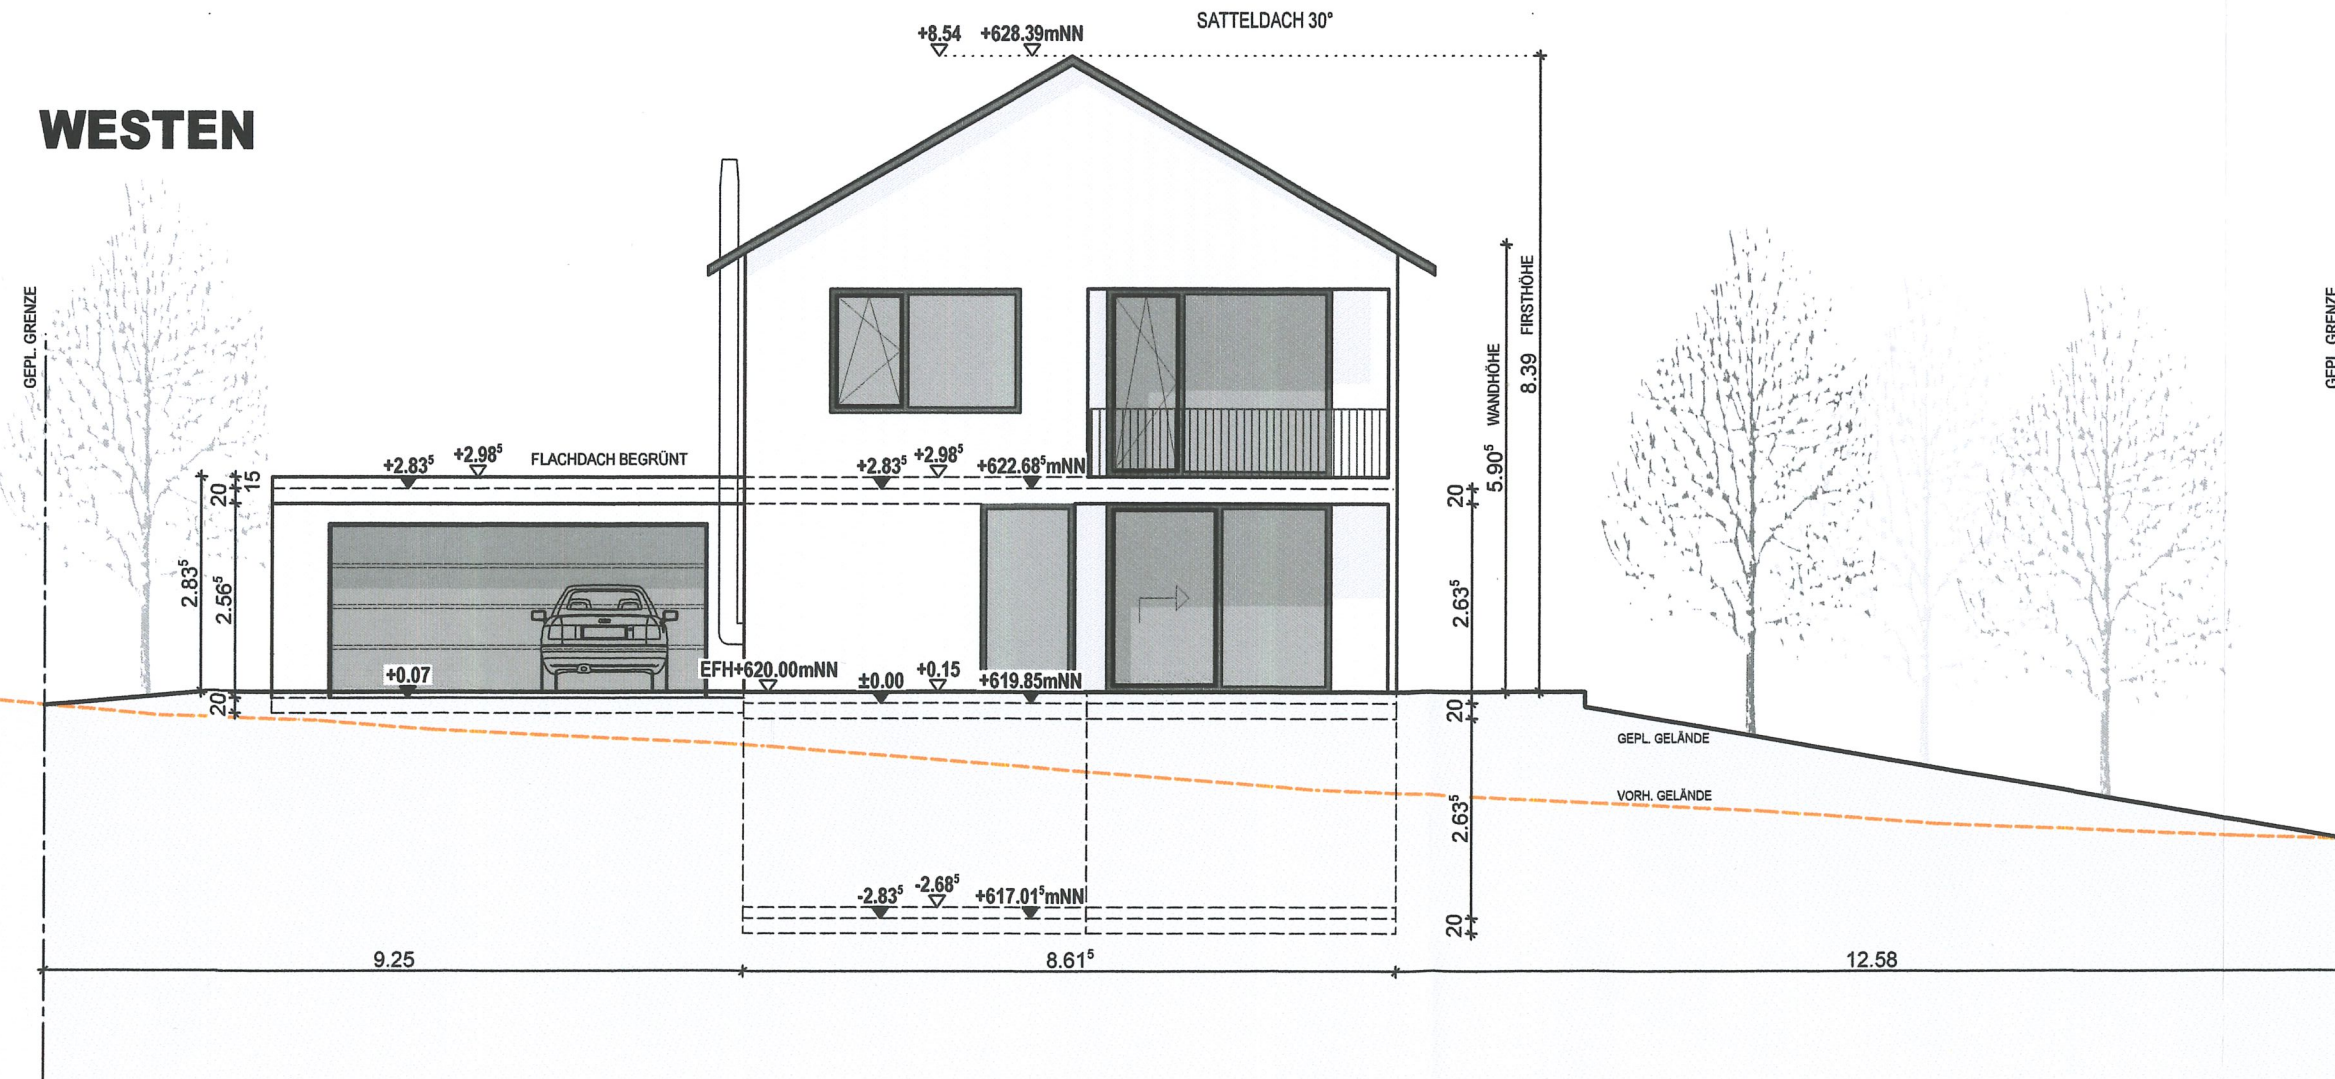 SATTELDACH 30°
+8.54 +628.39mNN
WESTEN
GEPL. GRENZE
GEPL. GRENZE
8.39 FIRSTHÖHE
5.90⁵ WANDHÖHE
+2.83⁵ +2.98⁵ FLACHDACH BEGRÜNT
+2.83⁵ +2.98⁵ +622.68⁵mNN
20 15
2.83⁵
2.56⁵
20
20
2.63⁵
+0.07
EFH+620.00mNN
±0.00 +0.15 +619.85mNN
20
GEPL. GELÄNDE
VORH. GELÄNDE
2.63⁵
-2.83⁵ -2.68⁵ +617.01⁵mNN
20
9.25 8.61⁵ 12.58